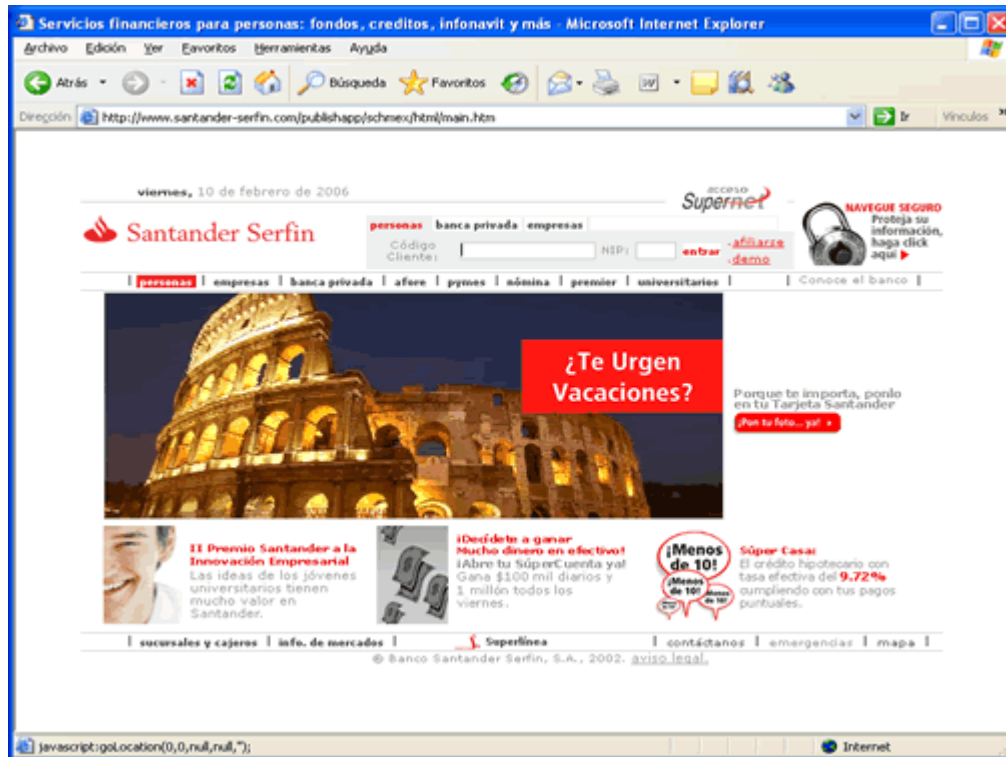 Servicios financieros para personas: fondos, creditos, infonavit y más - Microsoft Internet Explorer
Archivo Edición Ver Favoritos Herramientas Ayuda
Atrás Búsqueda Favoritos
Dirección http://www.santander-serfin.com/publishapp/schmex/html/main.htm Ir Vínculos »
viernes, 10 de febrero de 2006
acceso
Supernet
Santander Serfin
personas banca privada empresas
Código
Cliente:
NIP:
entrar
.afiliarse
.demo
NAVEGUE SEGURO
Proteja su
información,
haga click
aquí
personas | empresas | banca privada | afore | pymes | nómina | premier | universitarios | | Conoce el banco |
¿Te Urgen
Vacaciones?
Porque te importa, ponlo
en tu Tarjeta Santander
¡Pon tu foto... ya!
II Premio Santander a la
Innovación Empresarial
Las ideas de los jóvenes
universitarios tienen
mucho valor en
Santander.
¡Decídete a ganar
Mucho dinero en efectivo!
¡Abre tu SúperCuenta ya!
Gana $100 mil diarios y
1 millón todos los
viernes.
¡Menos
de 10!
¡Menos
de 10!
¡Menos
de 10!
Súper Casa:
El crédito hipotecario con
tasa efectiva del 9.72%
cumpliendo con tus pagos
puntuales.
| sucursales y cajeros | info. de mercados | Superlínea | contáctanos | emergencias | mapa |
© Banco Santander Serfin, S.A., 2002. aviso legal.
javascript:goLocation(0,0,null,null,''); Internet